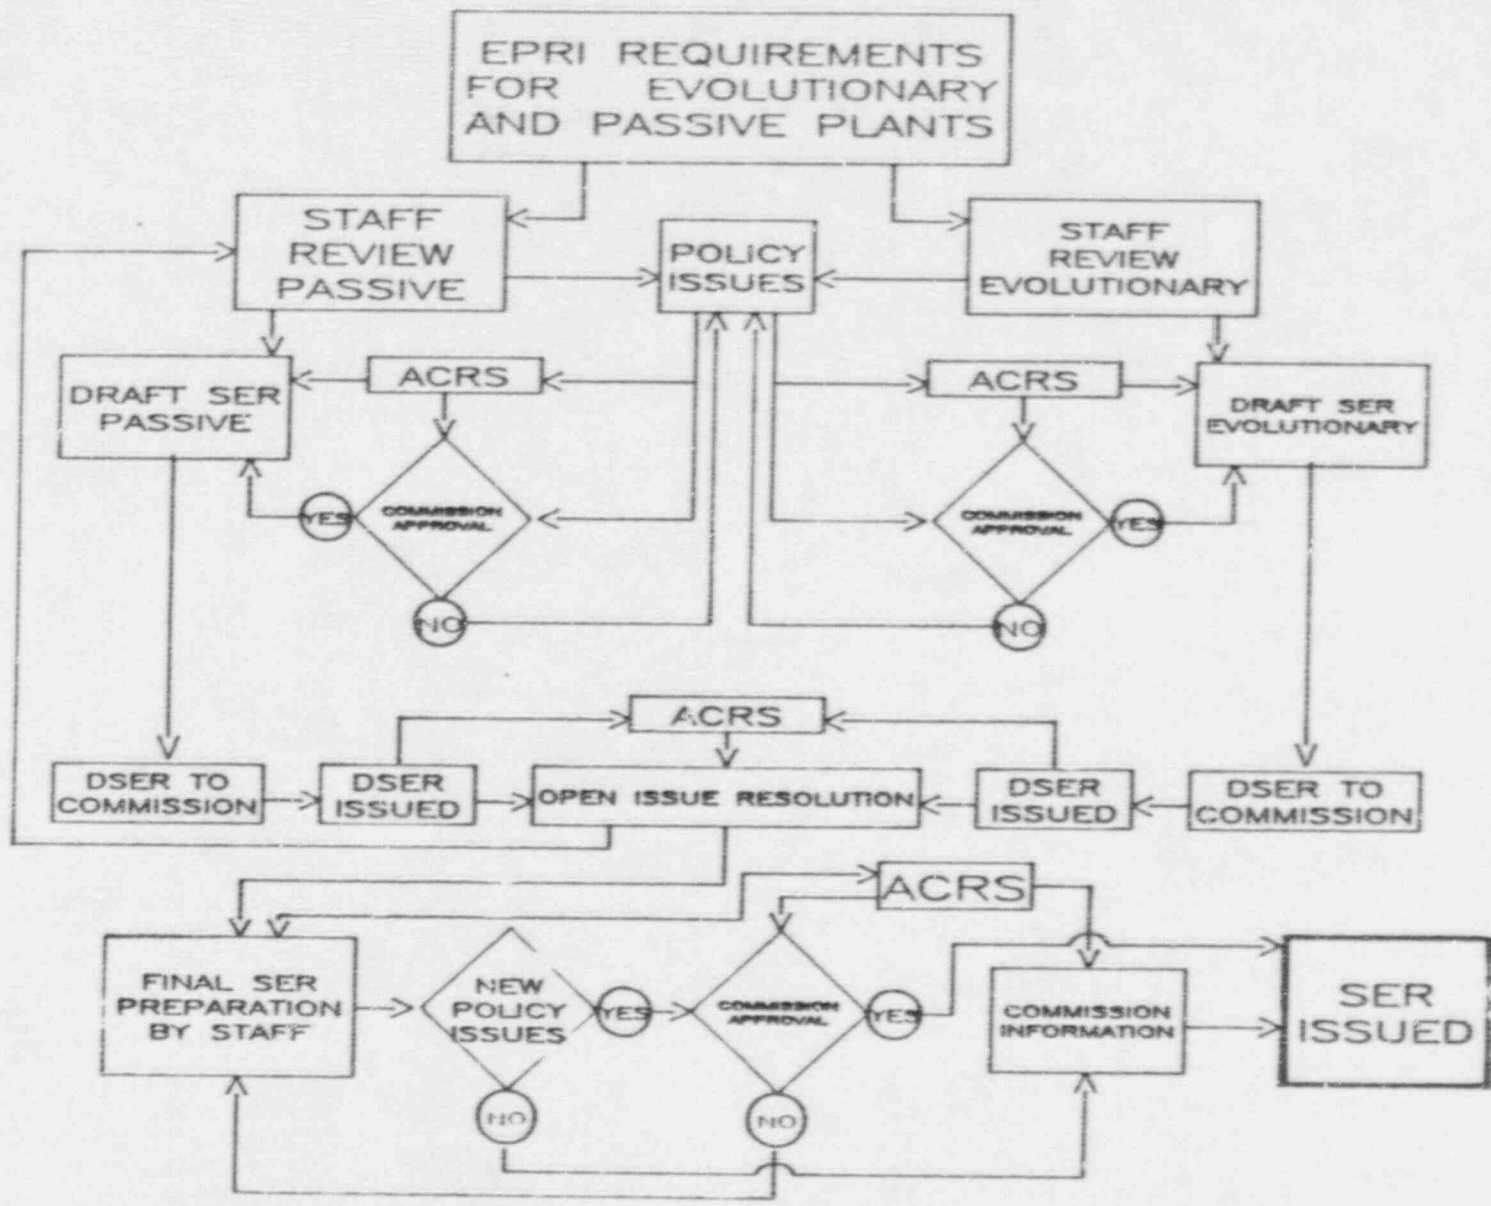 EPRI REQUIREMENTS
FOR EVOLUTIONARY
AND PASSIVE PLANTS
STAFF
REVIEW
PASSIVE
POLICY
ISSUES
STAFF
REVIEW
EVOLUTIONARY
DRAFT SER
PASSIVE
ACRS
ACRS
DRAFT SER
EVOLUTIONARY
YES
COMMISSION
APPROVAL
COMMISSION
APPROVAL
YES
NO
NO
ACRS
DSER TO
COMMISSION
DSER
ISSUED
OPEN ISSUE RESOLUTION
DSER
ISSUED
DSER TO
COMMISSION
ACRS
FINAL SER
PREPARATION
BY STAFF
NEW
POLICY
ISSUES
YES
COMMISSION
APPROVAL
YES
COMMISSION
INFORMATION
SER
ISSUED
NO
NO